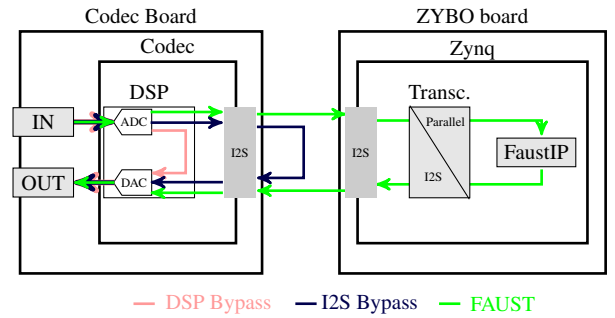 Codec Board
ZYBO board
Codec
Zynq
DSP
Transc.
IN
ADC
Parallel
I2S
I2S
FaustIP
OUT
DAC
I2S
DSP Bypass
I2S Bypass
FAUST